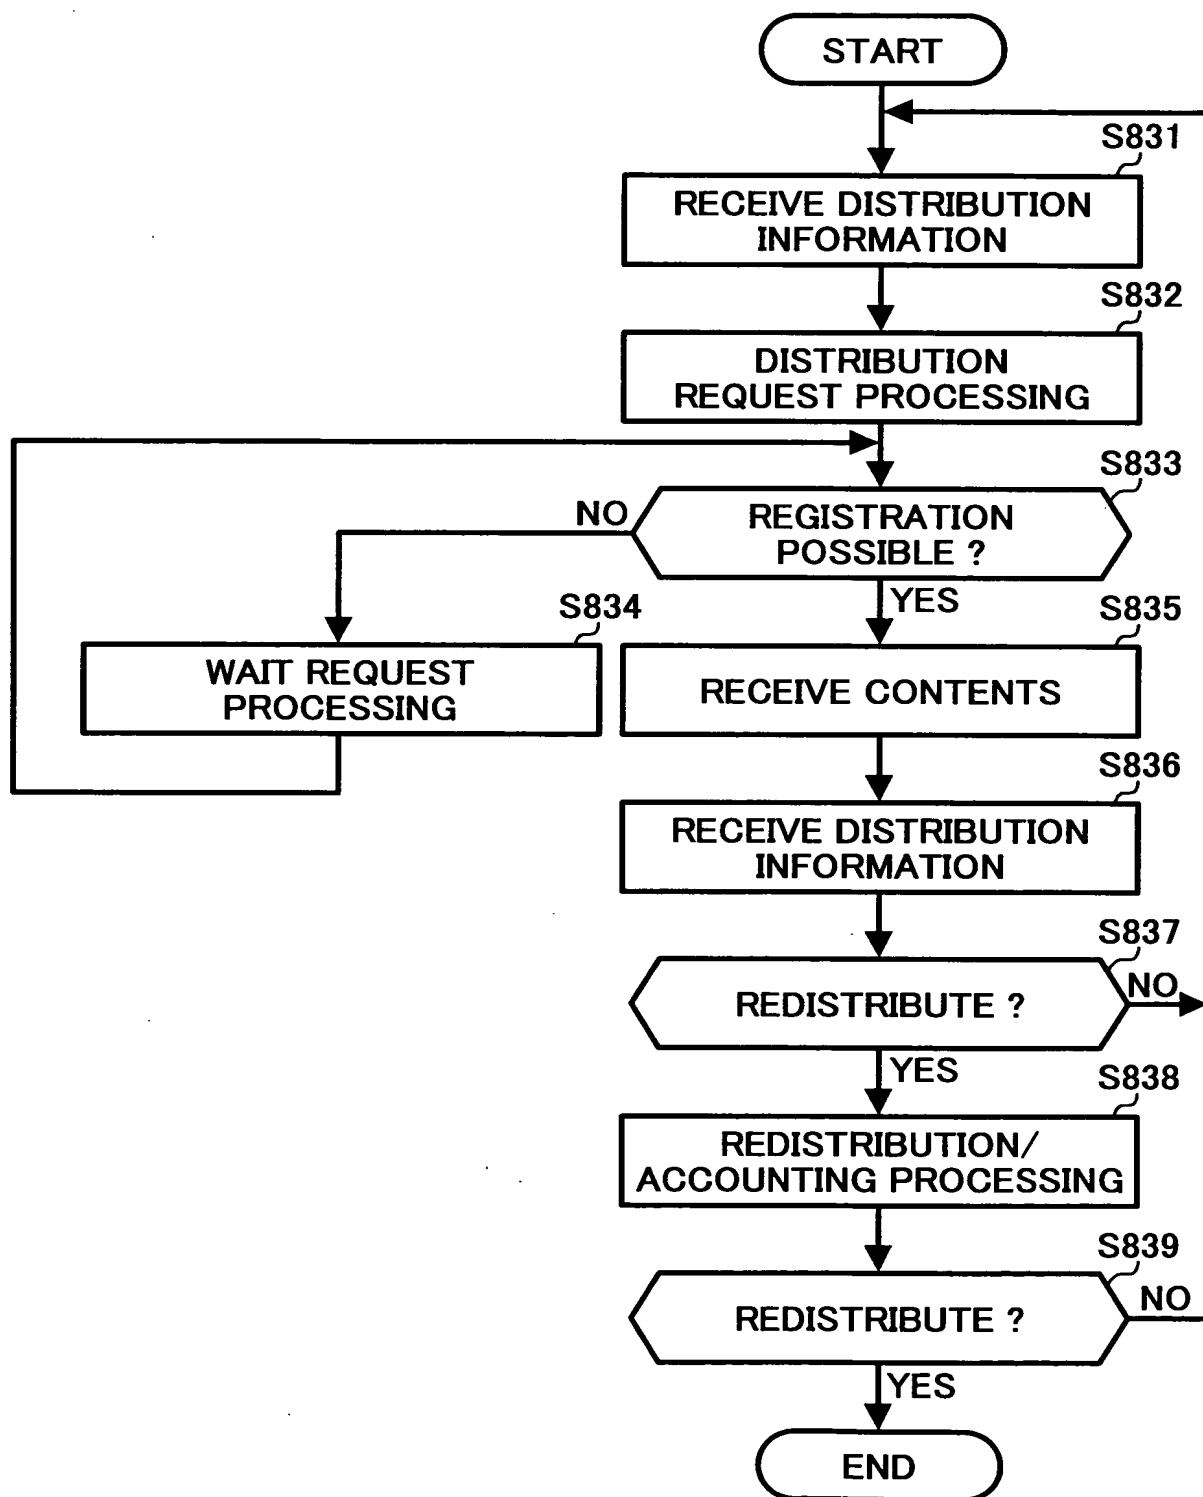 START
S831
RECEIVE DISTRIBUTION
INFORMATION
S832
DISTRIBUTION
REQUEST PROCESSING
S833
NO
REGISTRATION
POSSIBLE ?
YES
S834
WAIT REQUEST
PROCESSING
S835
RECEIVE CONTENTS
S836
RECEIVE DISTRIBUTION
INFORMATION
S837
REDISTRIBUTE ?
NO
YES
S838
REDISTRIBUTION/
ACCOUNTING PROCESSING
S839
REDISTRIBUTE ?
NO
YES
END